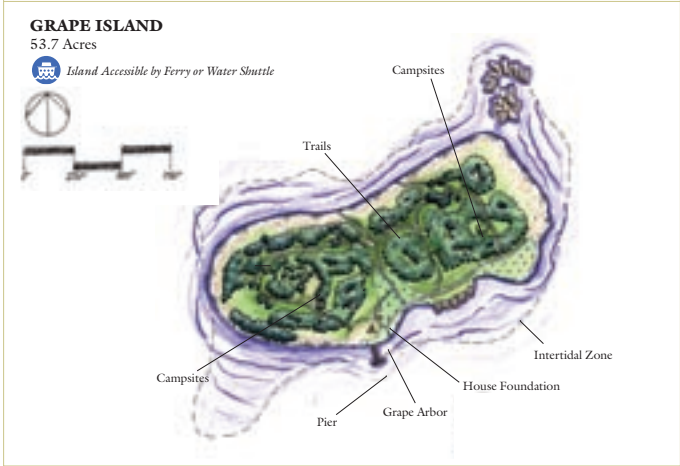 GRAPE ISLAND
53.7 Acres
Island Accessible by Ferry or Water Shuttle
Campsites
Trails
Intertidal Zone
Campsites
House Foundation
Grape Arbor
Pier